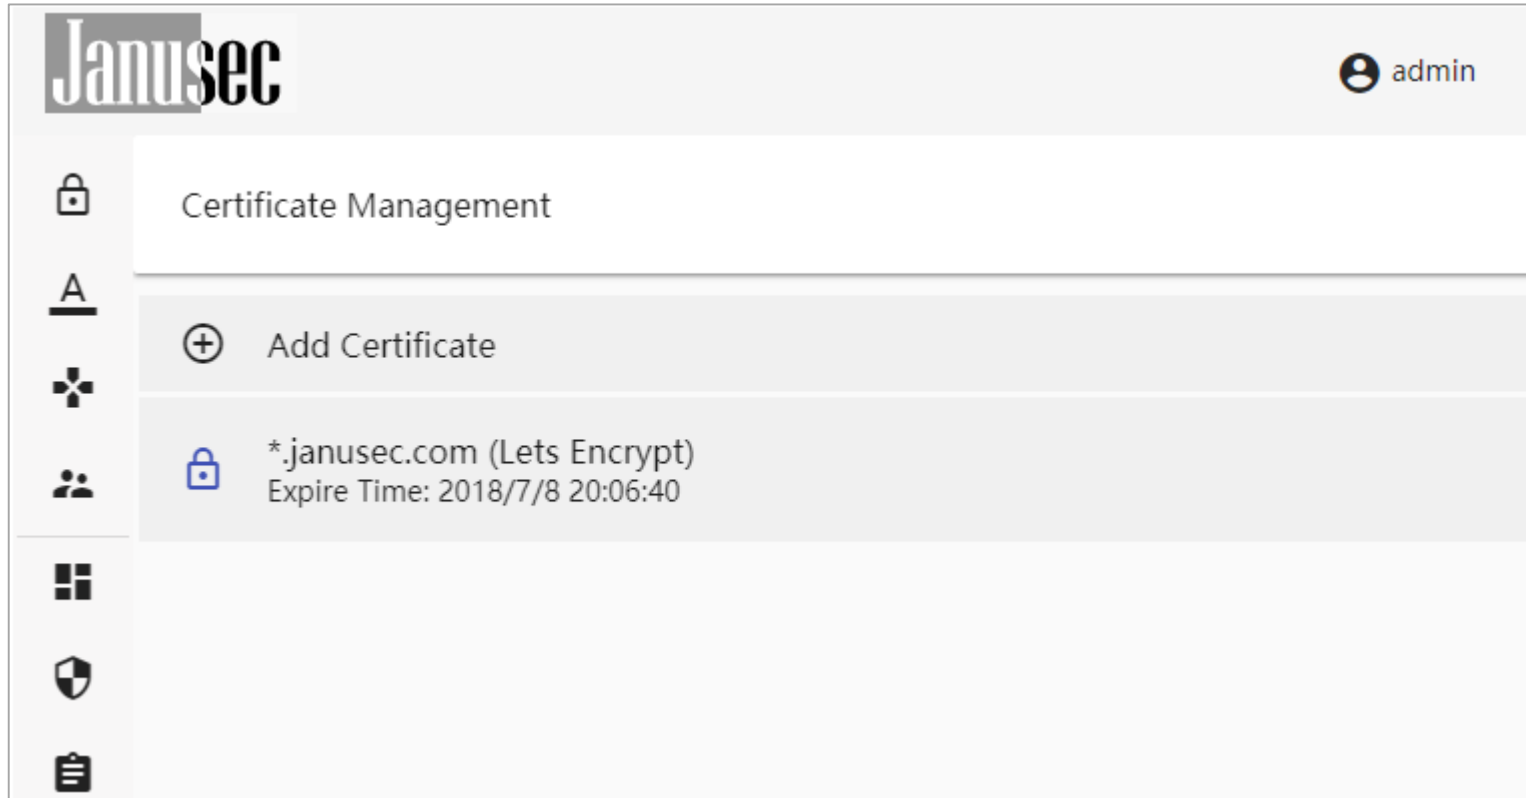 Janusec
admin
Certificate Management
A
Add Certificate
*.janusec.com (Lets Encrypt)
Expire Time: 2018/7/8 20:06:40